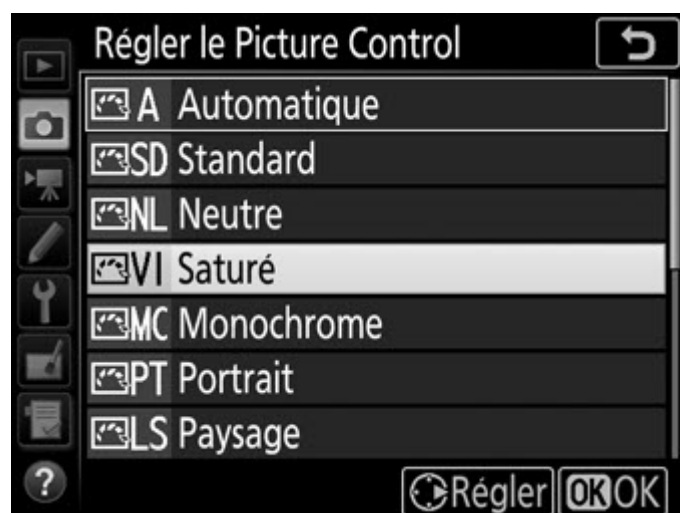 Régler le Picture Control
A Automatique
SD Standard
NL Neutre
VI Saturé
MC Monochrome
PT Portrait
LS Paysage
? Régler OK OK